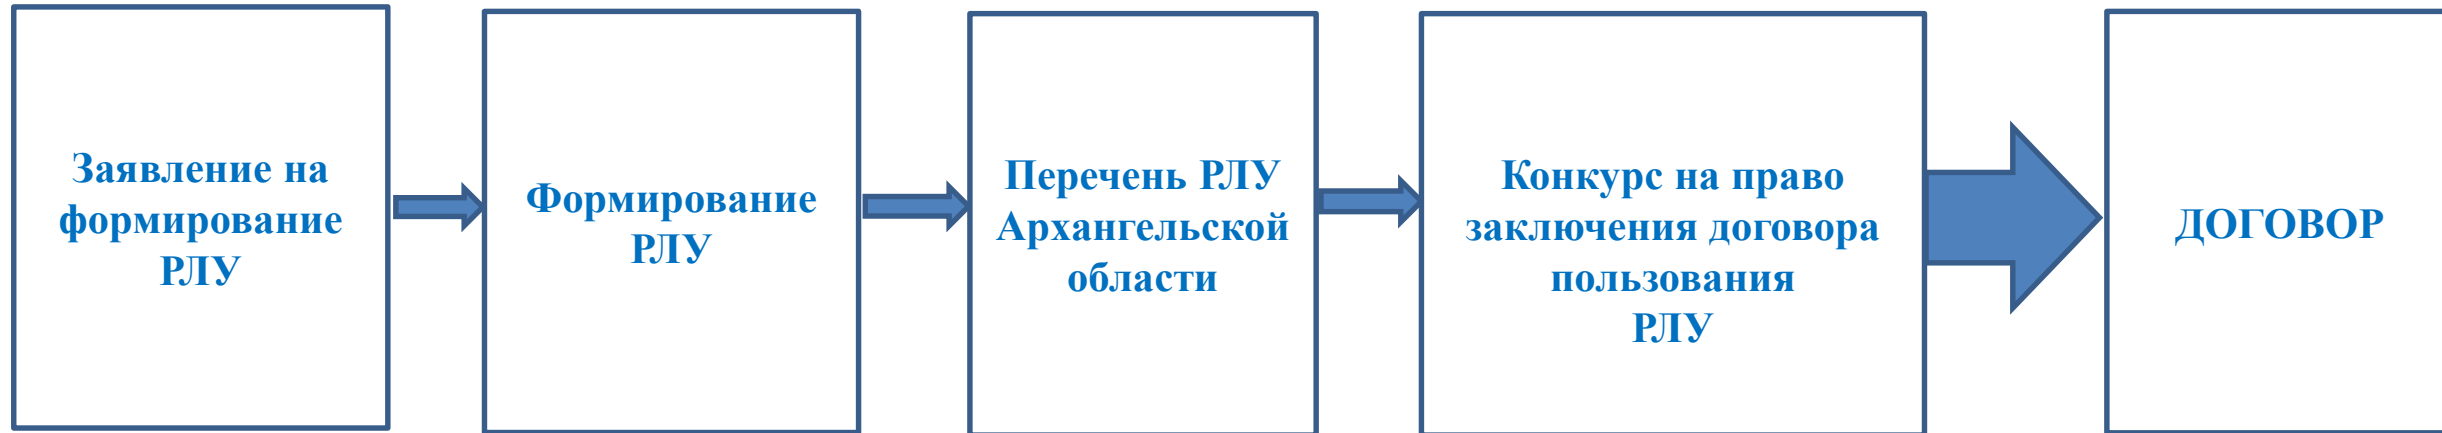 Заявление на
формирование
РЛУ
Формирование
РЛУ
Перечень РЛУ
Архангельской
области
Конкурс на право
заключения договора
пользования
РЛУ
ДОГОВОР